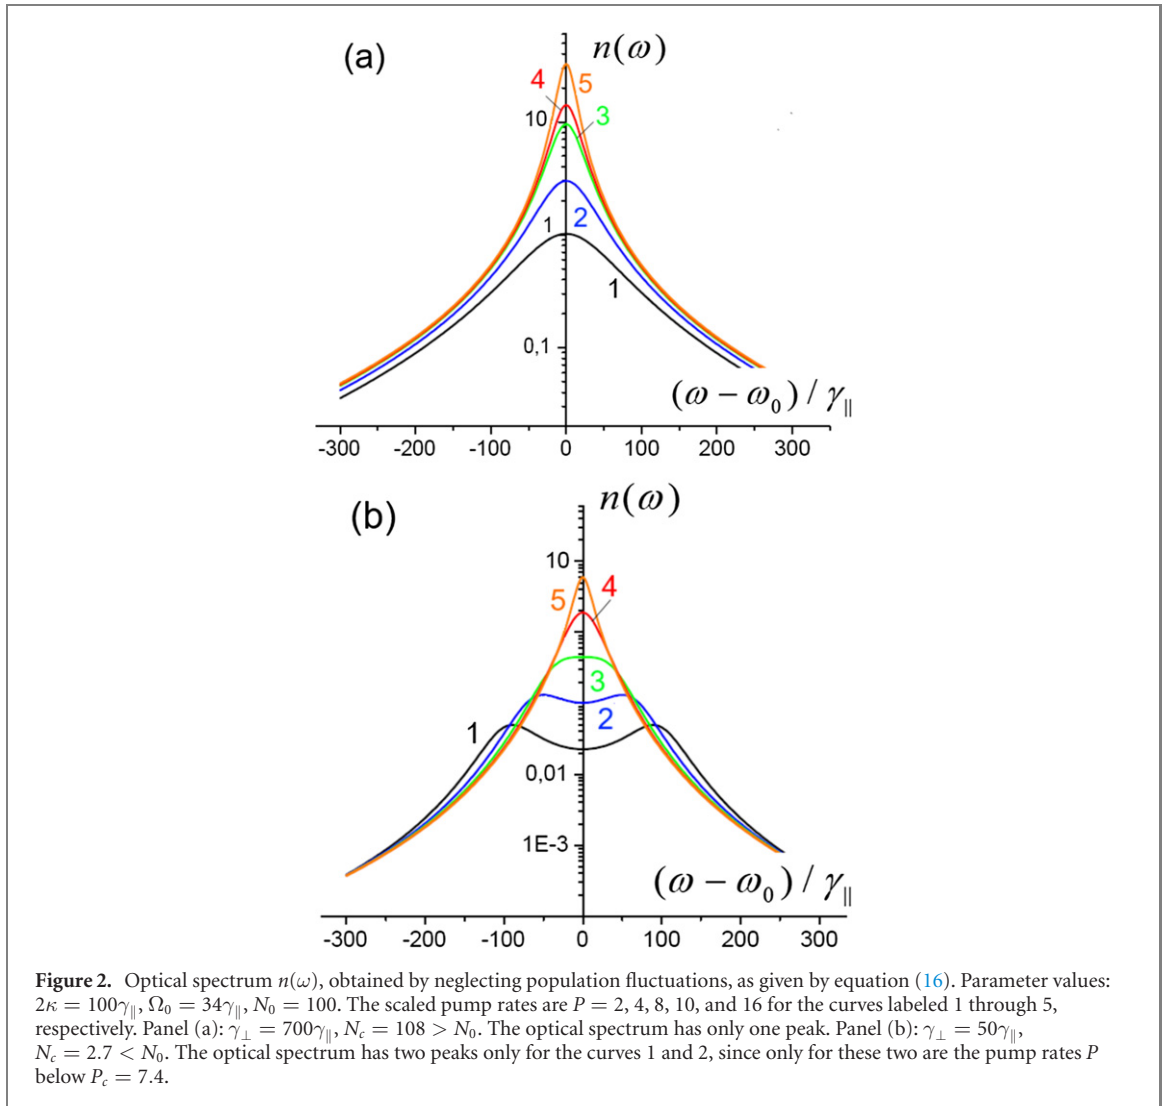 (a)
n(ω)
4
5
10
3
1
2
1
0,1
(ω − ω₀) / γ∥
-300 -200 -100 0 100 200 300
(b)
n(ω)
10
5
4
3
1
2
0,01
1E-3
(ω − ω₀) / γ∥
-300 -200 -100 0 100 200 300
Figure 2. Optical spectrum n(ω), obtained by neglecting population fluctuations, as given by equation (16). Parameter values:
2κ = 100γ∥, Ω₀ = 34γ∥, N₀ = 100. The scaled pump rates are P = 2, 4, 8, 10, and 16 for the curves labeled 1 through 5,
respectively. Panel (a): γ⊥ = 700γ∥, N_c = 108 > N₀. The optical spectrum has only one peak. Panel (b): γ⊥ = 50γ∥,
N_c = 2.7 < N₀. The optical spectrum has two peaks only for the curves 1 and 2, since only for these two are the pump rates P
below P_c = 7.4.